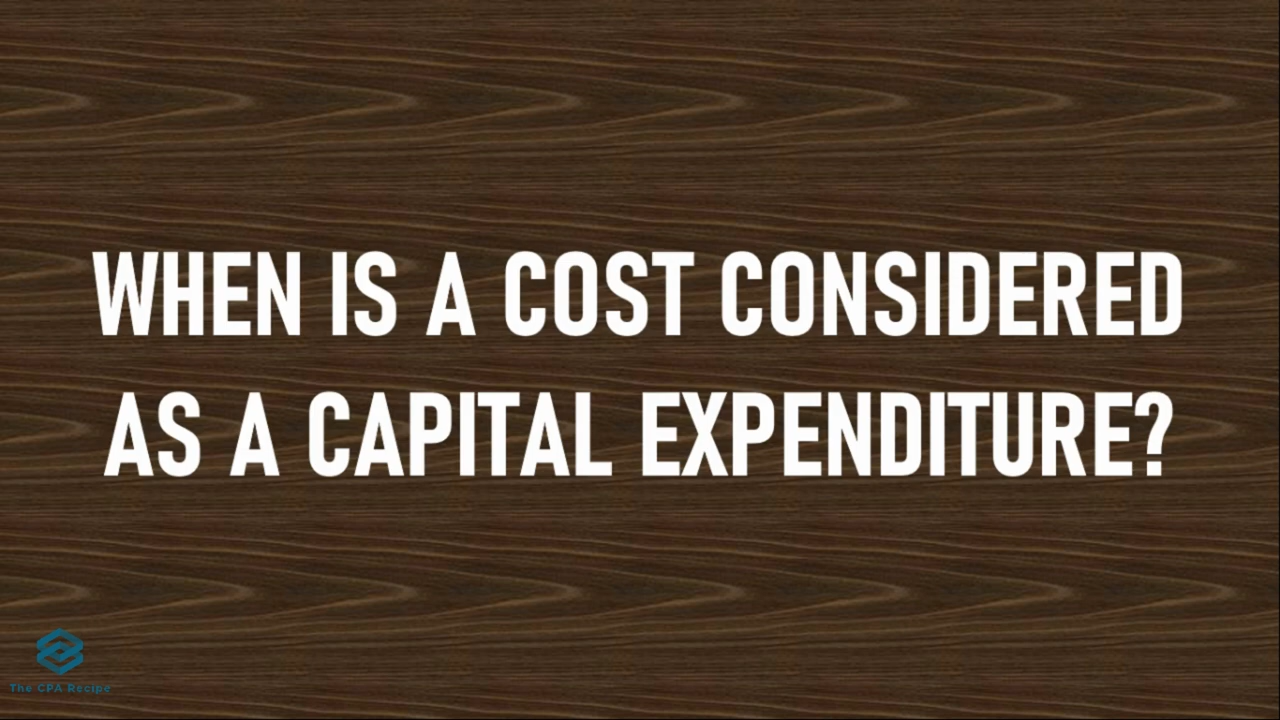 WHEN IS A COST CONSIDERED
AS A CAPITAL EXPENDITURE?
The CPA Recipe